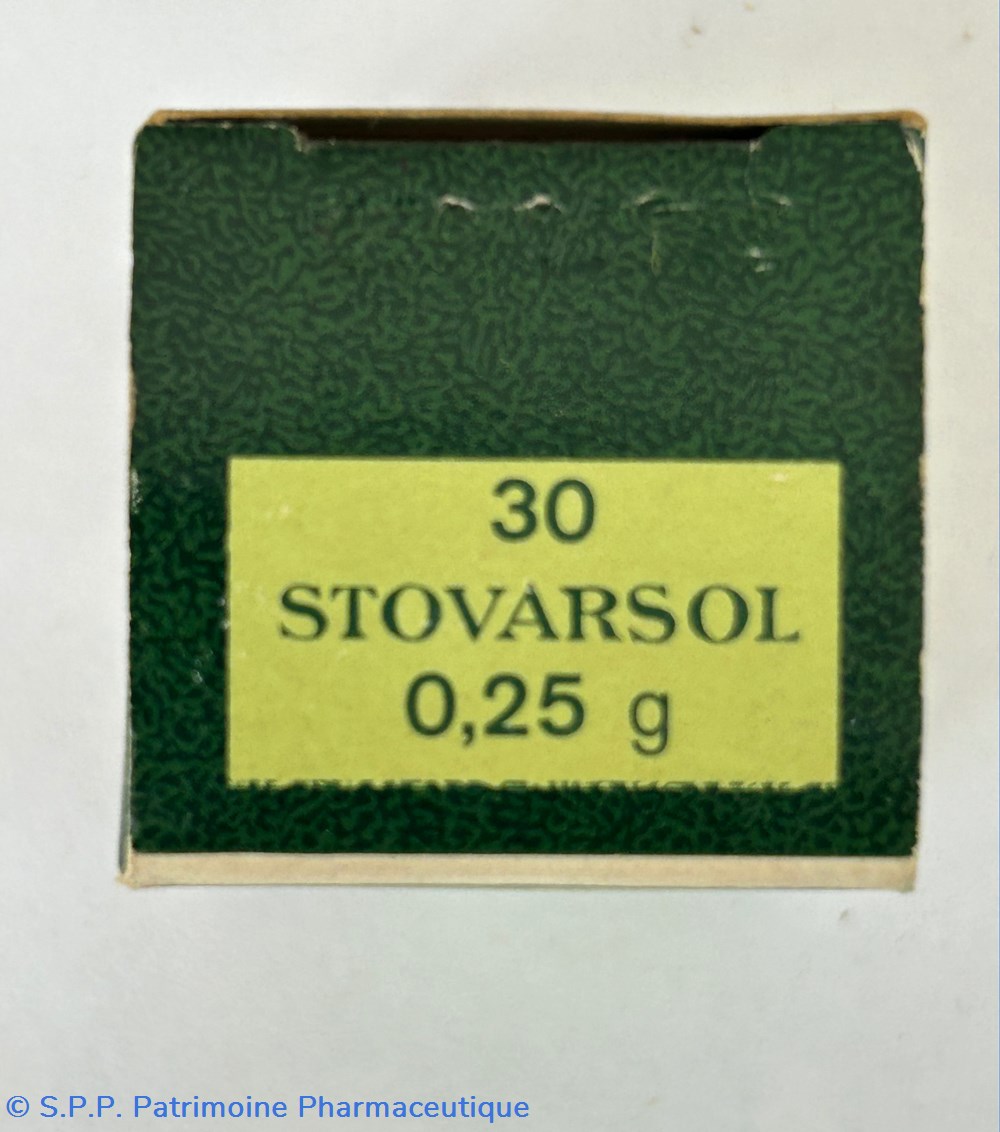 30
STOVARSOL
0,25 g
© S.P.P. Patrimoine Pharmaceutique